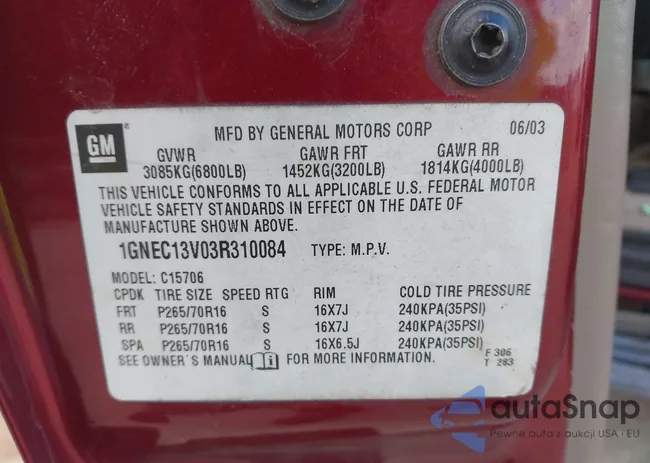 GM
MFD BY GENERAL MOTORS CORP 06/03
GVWR GAWR FRT GAWR RR
3085KG(6800LB) 1452KG(3200LB) 1814KG(4000LB)
THIS VEHICLE CONFORMS TO ALL APPLICABLE U.S. FEDERAL MOTOR
VEHICLE SAFETY STANDARDS IN EFFECT ON THE DATE OF
MANUFACTURE SHOWN ABOVE.
1GNEC13V03R310084 TYPE: M.P.V.
MODEL: C15706
CPDK TIRE SIZE SPEED RTG RIM COLD TIRE PRESSURE
FRT P265/70R16 S 16X7J 240KPA(35PSI)
RR P265/70R16 S 16X7J 240KPA(35PSI)
SPA P265/70R16 S 16X6.5J 240KPA(35PSI)
SEE OWNER'S MANUAL FOR MORE INFORMATION.
F 306
T 283
autaSnap
Pewne auta z aukcji USA i EU